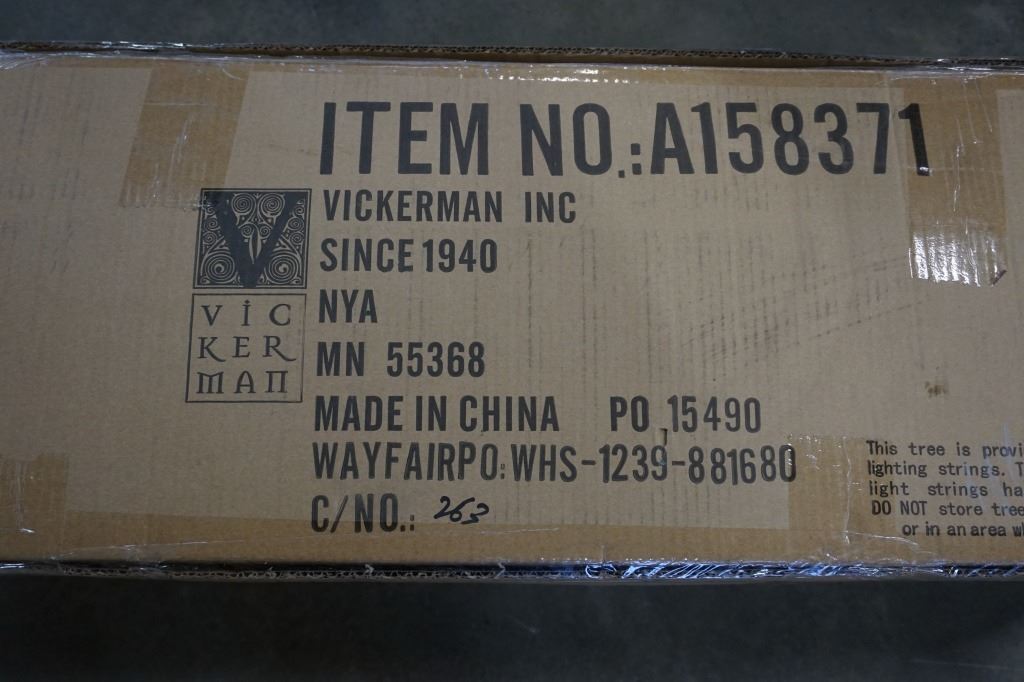 ITEM NO.:A158371
VICKERMAN INC
SINCE 1940
V
VIC
KER
MAN
NYA
MN 55368
MADE IN CHINA PO 15490
WAYFAIRPO:WHS-1239-881680
C/NO.: 263
This tree is provi
lighting strings. T
light strings ha
DO NOT store tree
or in an area w